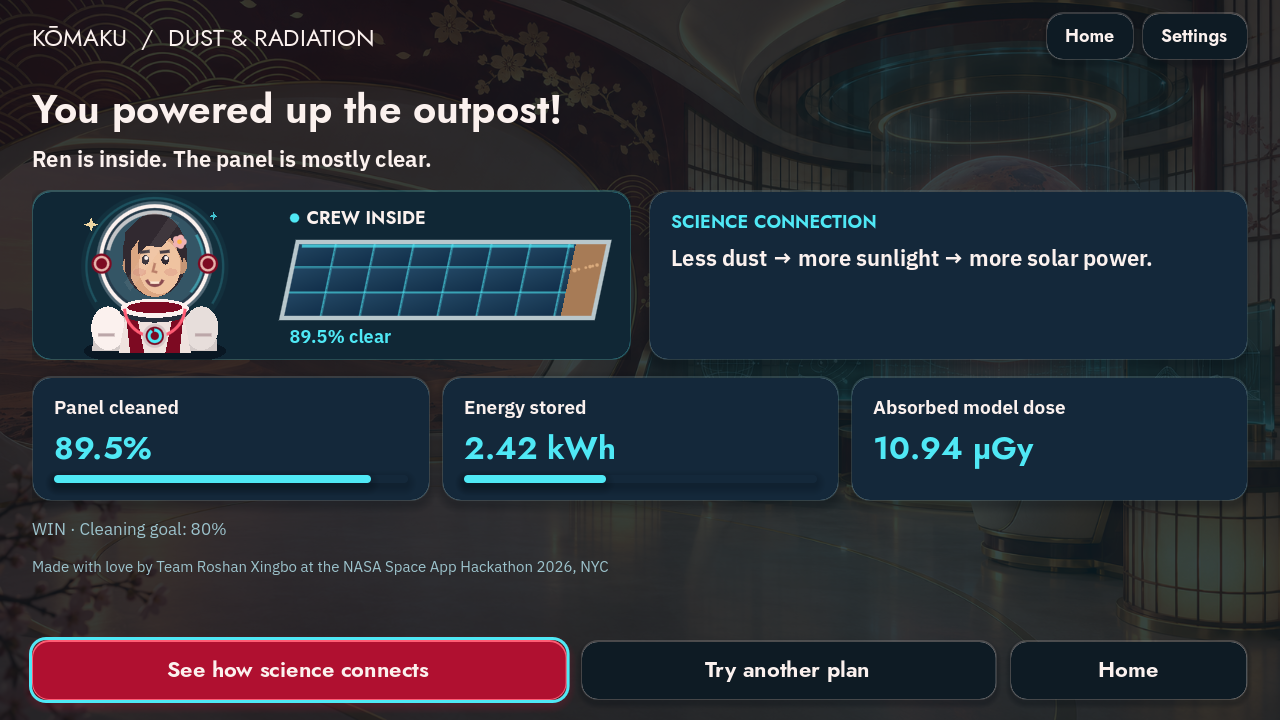 KŌMAKU / DUST & RADIATION
Home
Settings
You powered up the outpost!
Ren is inside. The panel is mostly clear.
CREW INSIDE
89.5% clear
SCIENCE CONNECTION
Less dust → more sunlight → more solar power.
Panel cleaned
89.5%
Energy stored
2.42 kWh
Absorbed model dose
10.94 μGy
WIN · Cleaning goal: 80%
Made with love by Team Roshan Xingbo at the NASA Space App Hackathon 2026, NYC
See how science connects
Try another plan
Home